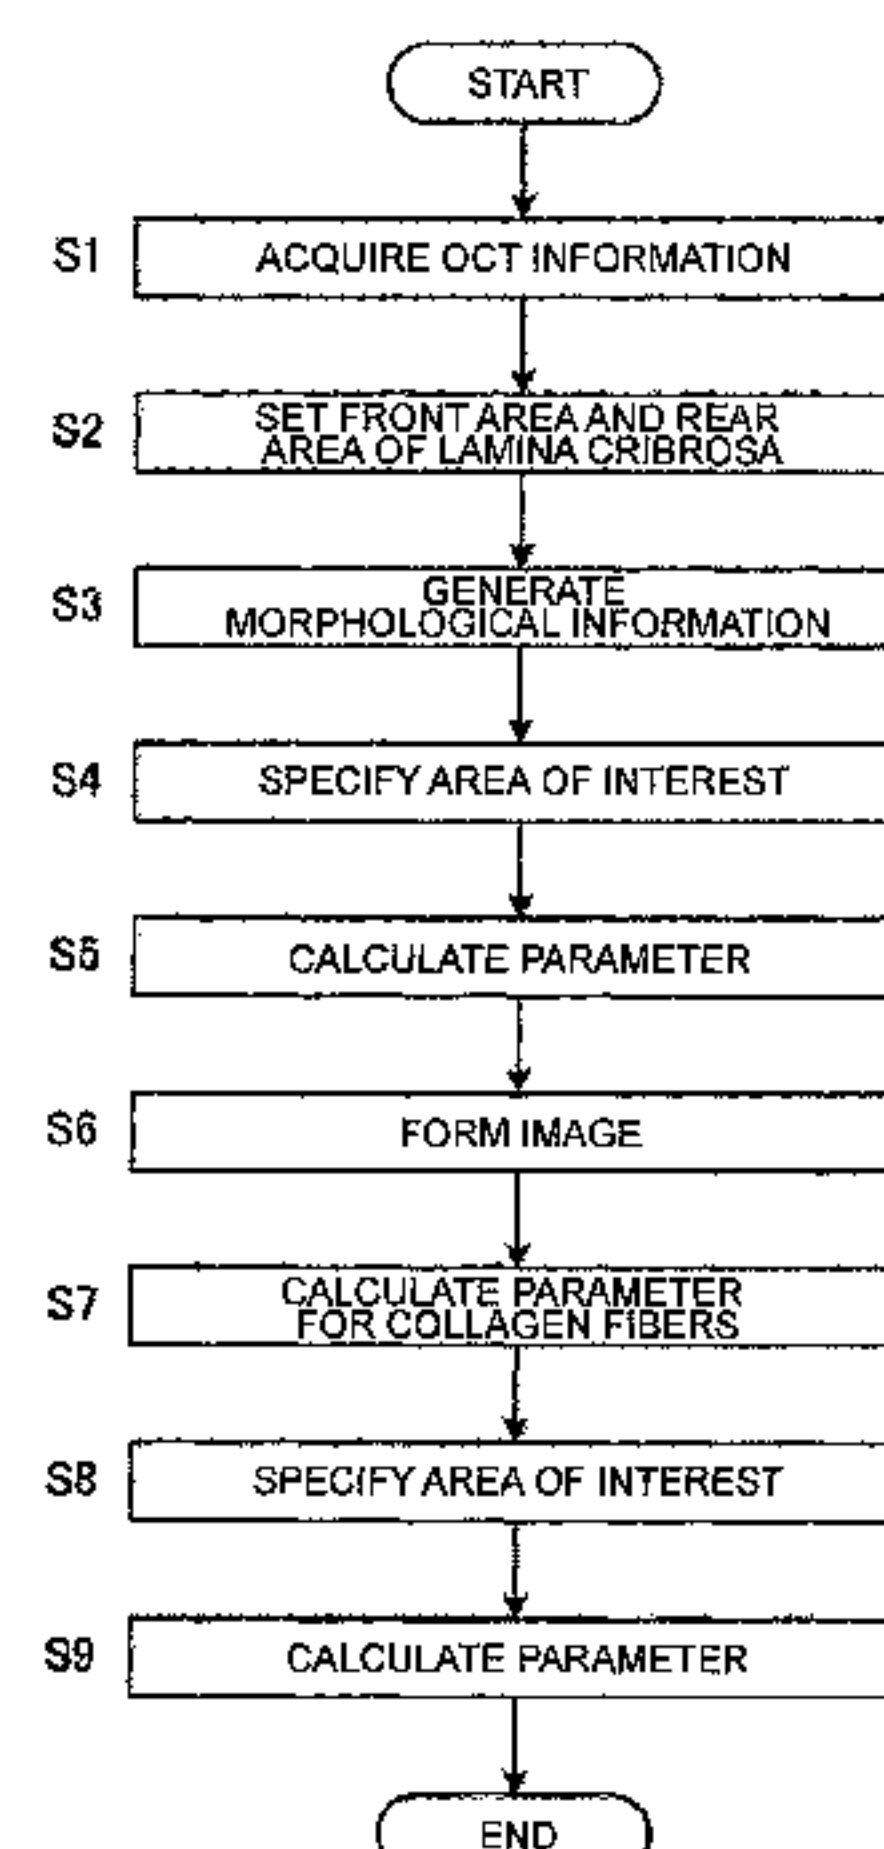 START
S1 ACQUIRE OCT INFORMATION
S2 SET FRONT AREA AND REAR
AREA OF LAMINA CRIBROSA
S3 GENERATE
MORPHOLOGICAL INFORMATION
S4 SPECIFY AREA OF INTEREST
S5 CALCULATE PARAMETER
S6 FORM IMAGE
S7 CALCULATE PARAMETER
FOR COLLAGEN FIBERS
S8 SPECIFY AREA OF INTEREST
S9 CALCULATE PARAMETER
END